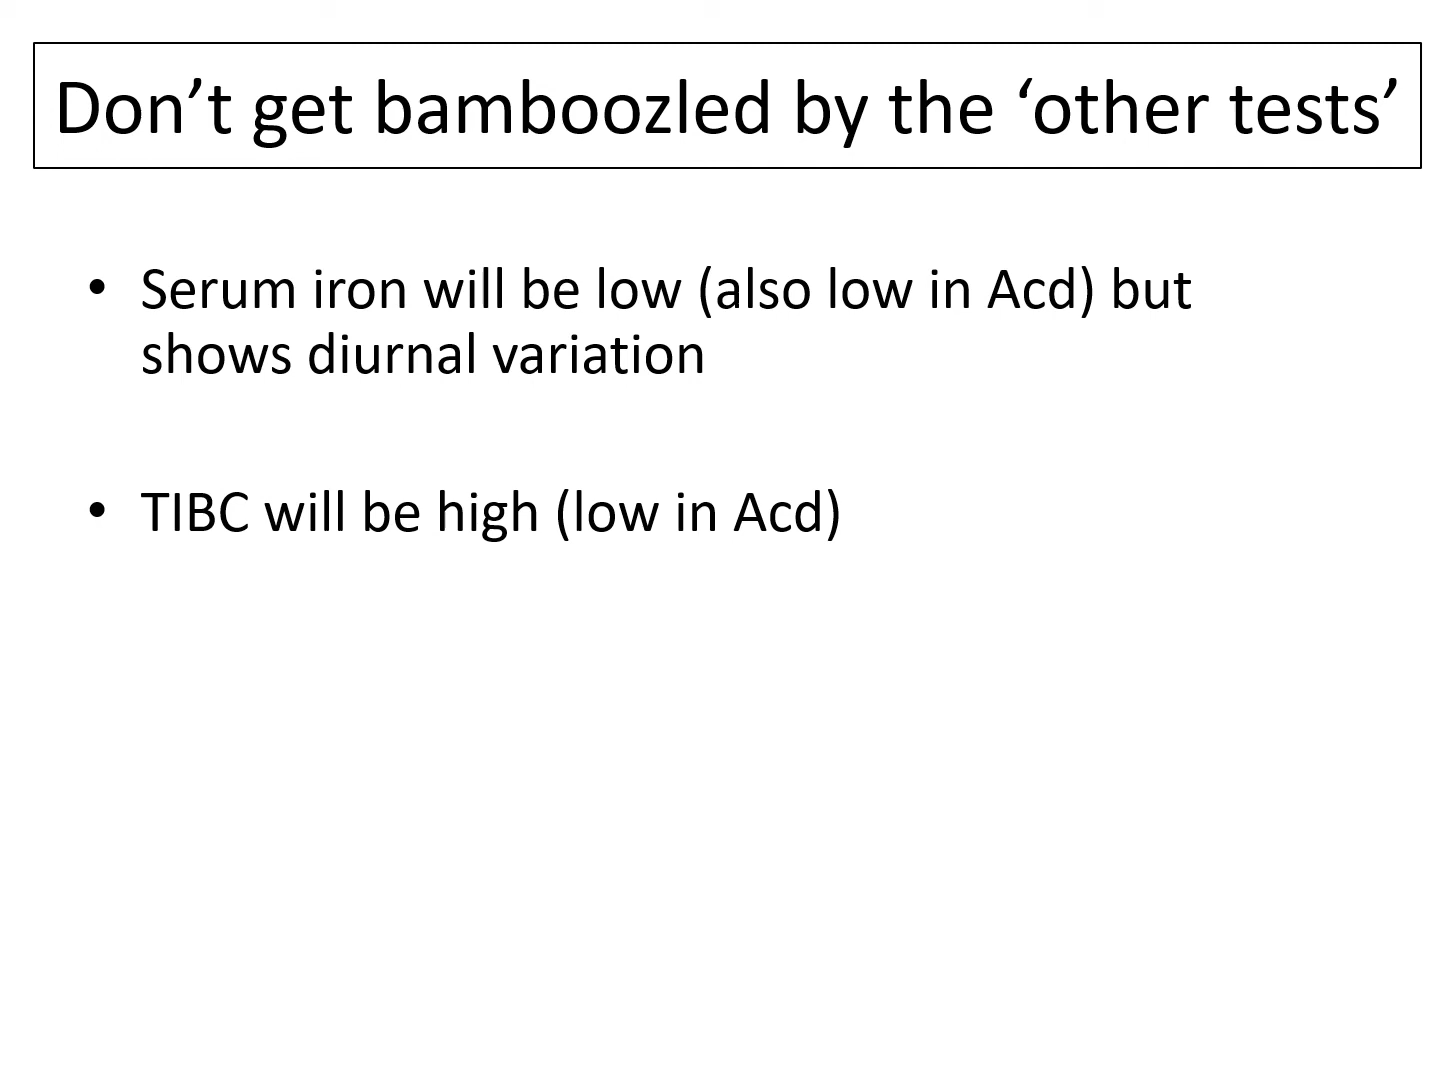 Don’t get bamboozled by the ‘other tests’
• Serum iron will be low (also low in Acd) but
shows diurnal variation
• TIBC will be high (low in Acd)